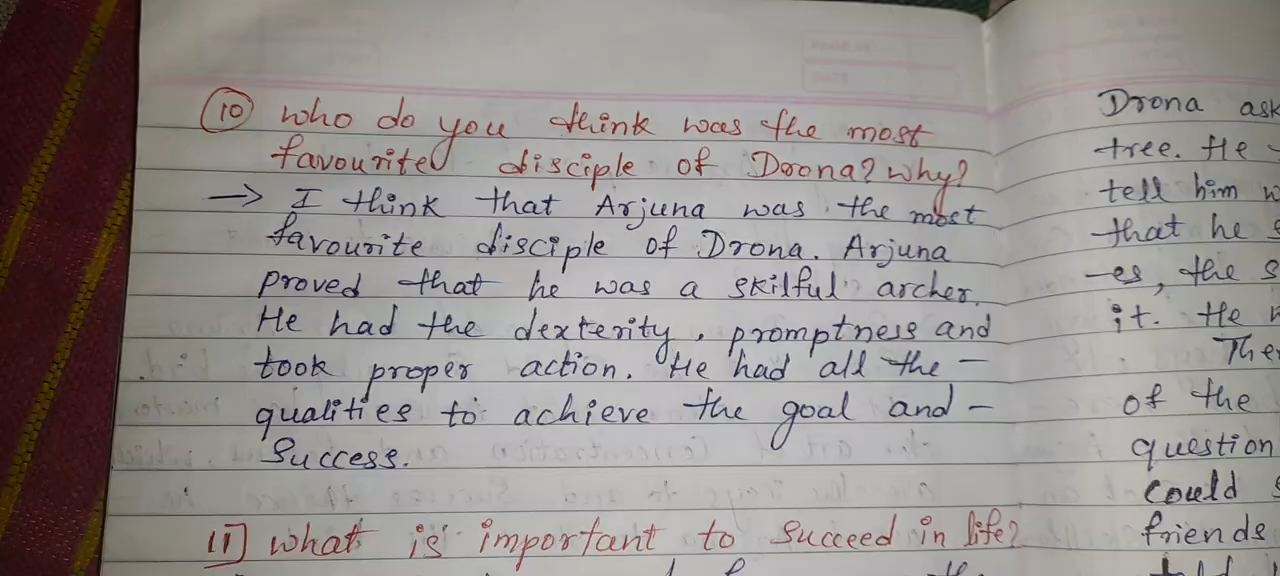 10 Who do you think was the most
favourite disciple of Drona? Why?
→ I think that Arjuna was the most
favourite disciple of Drona. Arjuna
proved that he was a skilful archer.
He had the dexterity, promptness and
took proper action. He had all the –
qualities to achieve the goal and –
Success.
11] What is important to succeed in life?
Drona ask
tree. He
tell him
that he
–es, the
it. He
of the
question
could
friends